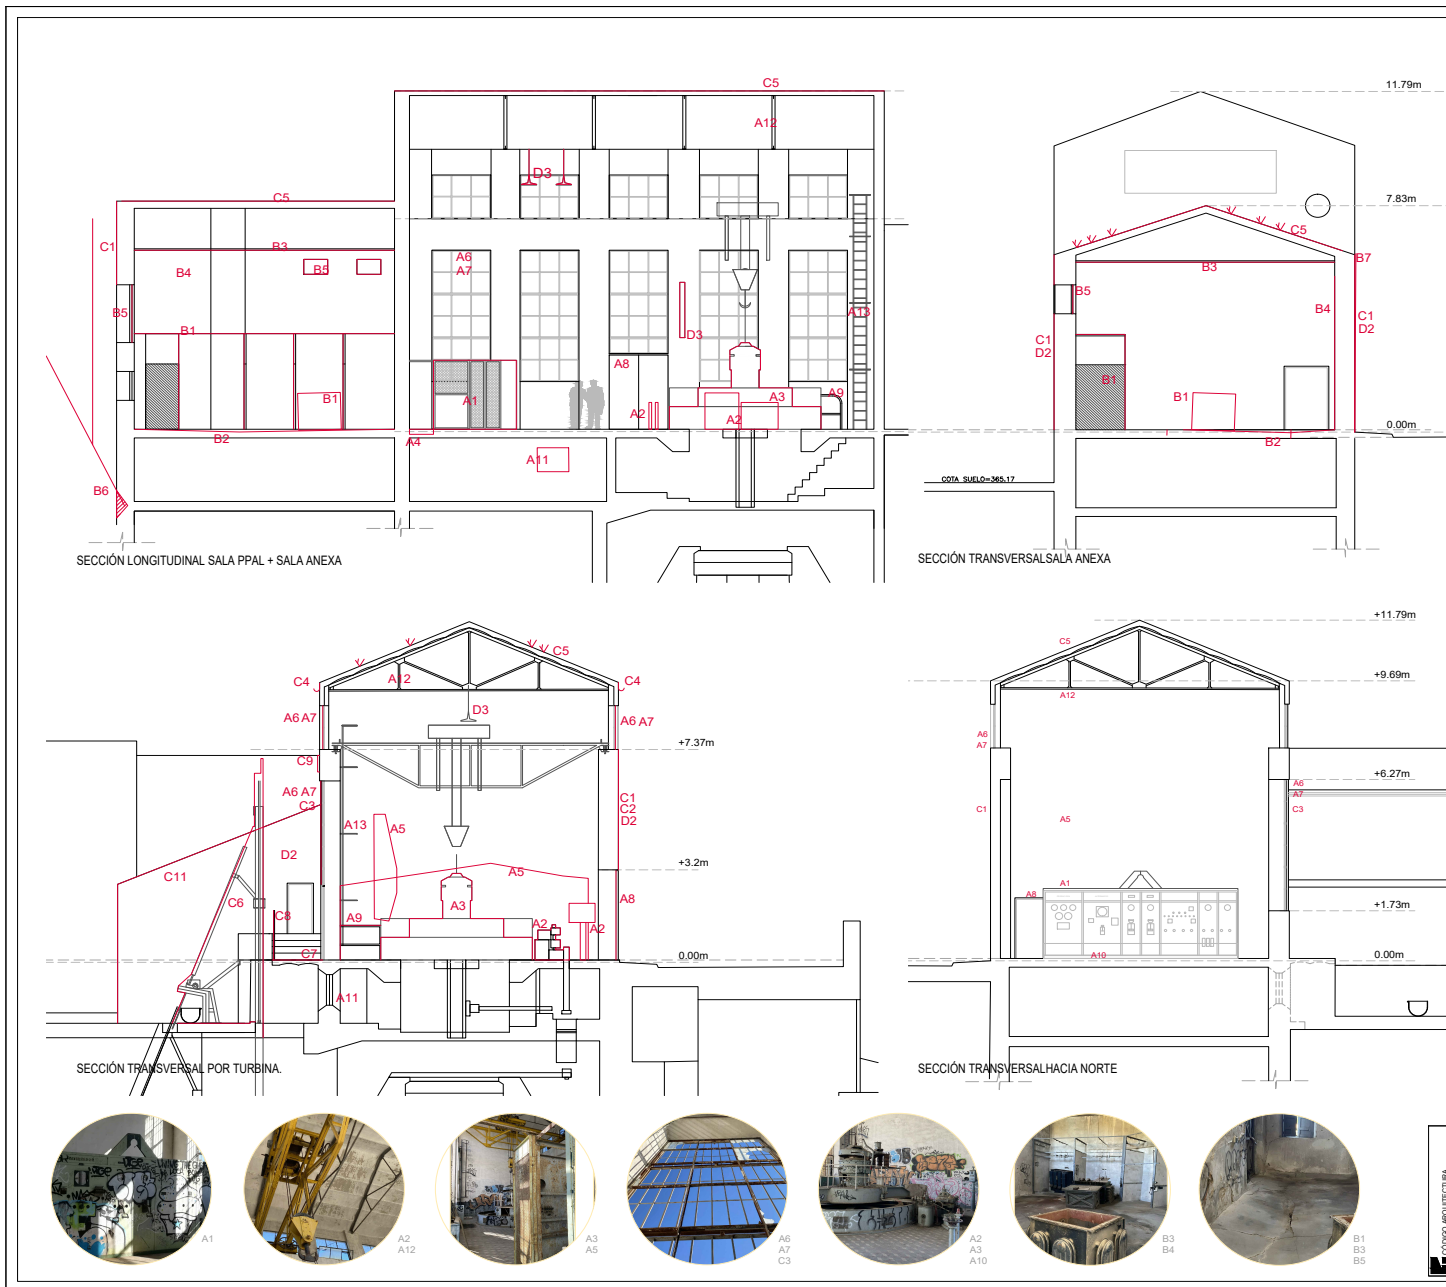 C5
A12
D3
C5
C1
B3
B4
B5
B5
B1
B1
B2
B6
A6
A7
D3
A13
A8
A1
A2
A2
A3
A9
A4
A11
SECCIÓN LONGITUDINAL SALA PPAL + SALA ANEXA
11.79m
7.83m
C5
B7
B3
B5
B4
C1
D2
C1
D2
B1
B1
B2
0.00m
COTA SUELO=365.17
SECCIÓN TRANSVERSALSALA ANEXA
C5
C4
A12
C4
D3
A6 A7
A6 A7
+7.37m
C9
A6 A7
C3
C1
C2
D2
A13
A5
D2
A5
+3.2m
C11
C6
C8
A9
A3
A2
A2
A8
C7
0.00m
A11
SECCIÓN TRANSVERSAL POR TURBINA.
+11.79m
C5
+9.69m
A12
A6
A7
+6.27m
A6
A7
C1
C3
A5
A1
A8
+1.73m
A10
0.00m
SECCIÓN TRANSVERSALHACIA NORTE
A1
A2
A12
A3
A5
A6
A7
C3
A2
A3
A10
B3
B4
B1
B3
B5
CÓDIGO ARQUITECTURA